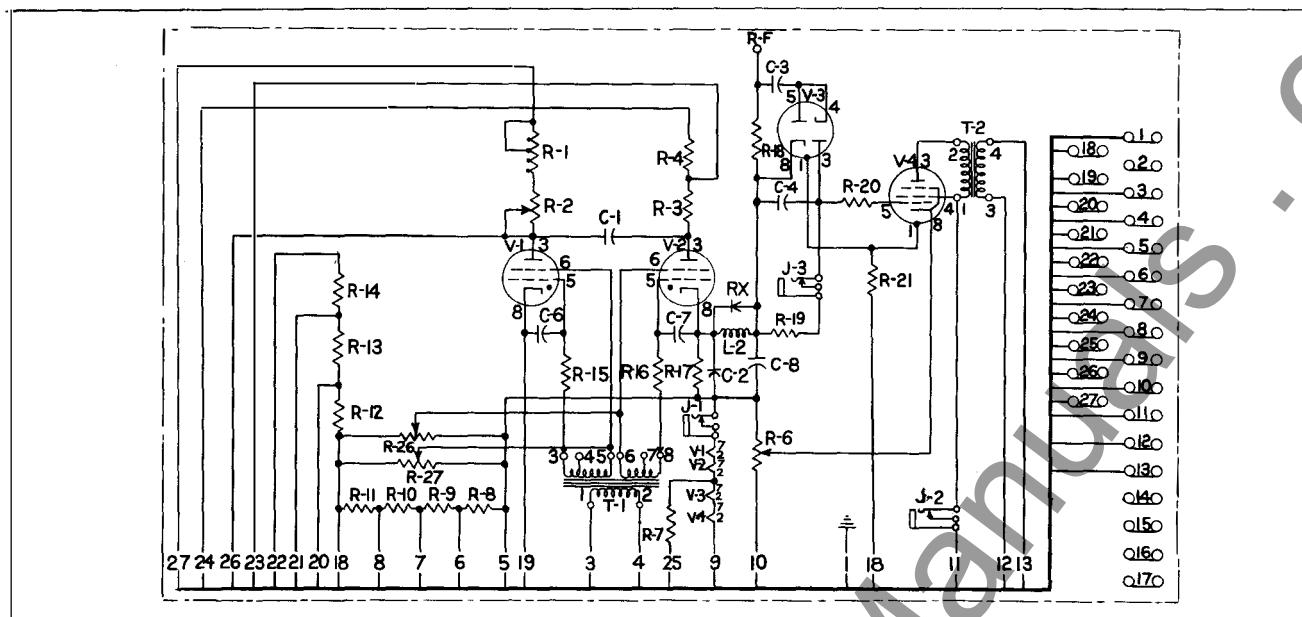 R-F
C-3
5 V-3 4
R-1
R-4
R-18
8 1 3
T-2
2 4
V-4 3
C-4
R-20
5 4 1 3
1 8
R-2
R-3
C-1
V-1 3
V-2 3
6
5
6
5
8
8
R-14
R-13
R-12
C-6
C-7
R-15
R-16
R-17
RX
L-2
C-2
R-19
C-8
J-3
R-21
J-1
R-26
R-27
3 4 5 6 7 8
1 2
T-1
V-1 7 2
V-2 7 2
V-3 7 2
V-4 7 2
R-6
R-7
R-11 R-10 R-9 R-8
J-2
27 24 26 23 22 21 20 18 8 7 6 5 19 3 4 25 9 10 1 18 11 12 13
1
18
2
19
3
20
4
21
5
22
6
23
7
24
8
25
9
26
10
27
11
12
13
14
15
16
17
Manuals .